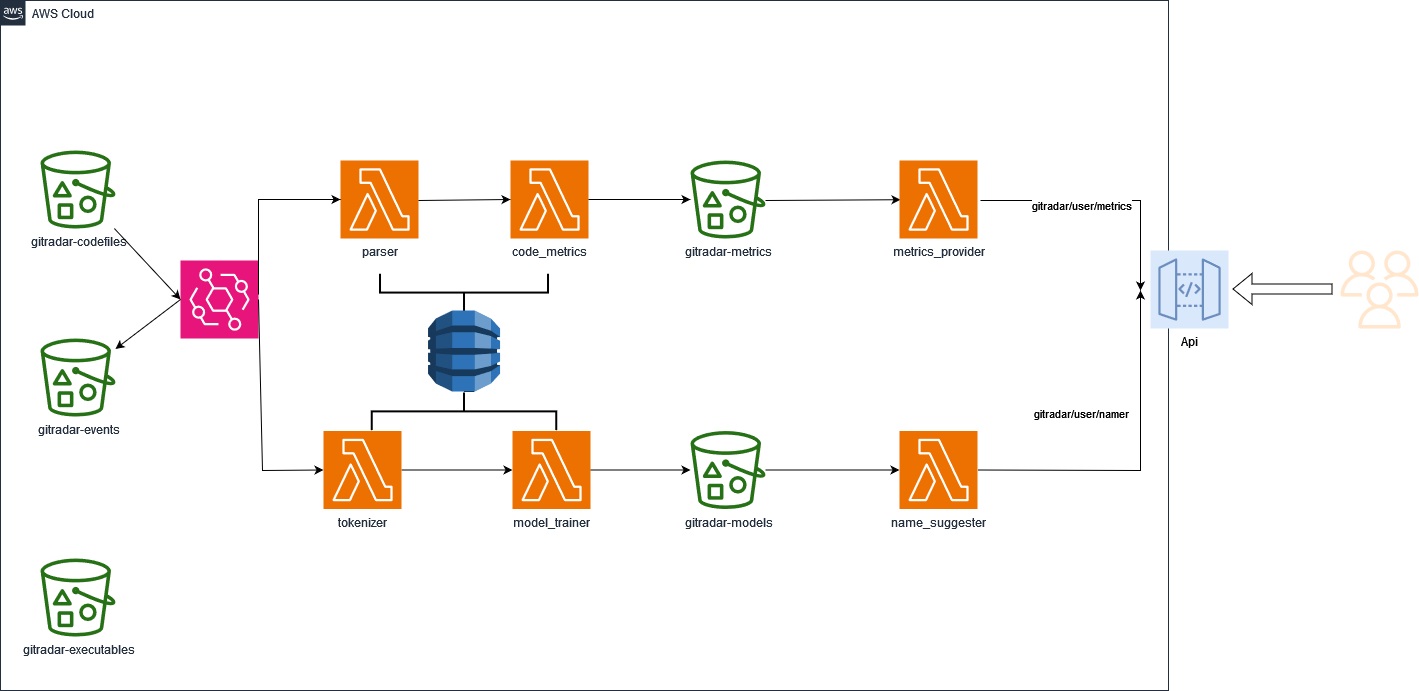 aws
AWS Cloud
gitradar-codefiles
parser
code_metrics
gitradar-metrics
metrics_provider
gitradar/user/metrics
</>
Api
gitradar-events
gitradar/user/namer
tokenizer
model_trainer
gitradar-models
name_suggester
gitradar-executables